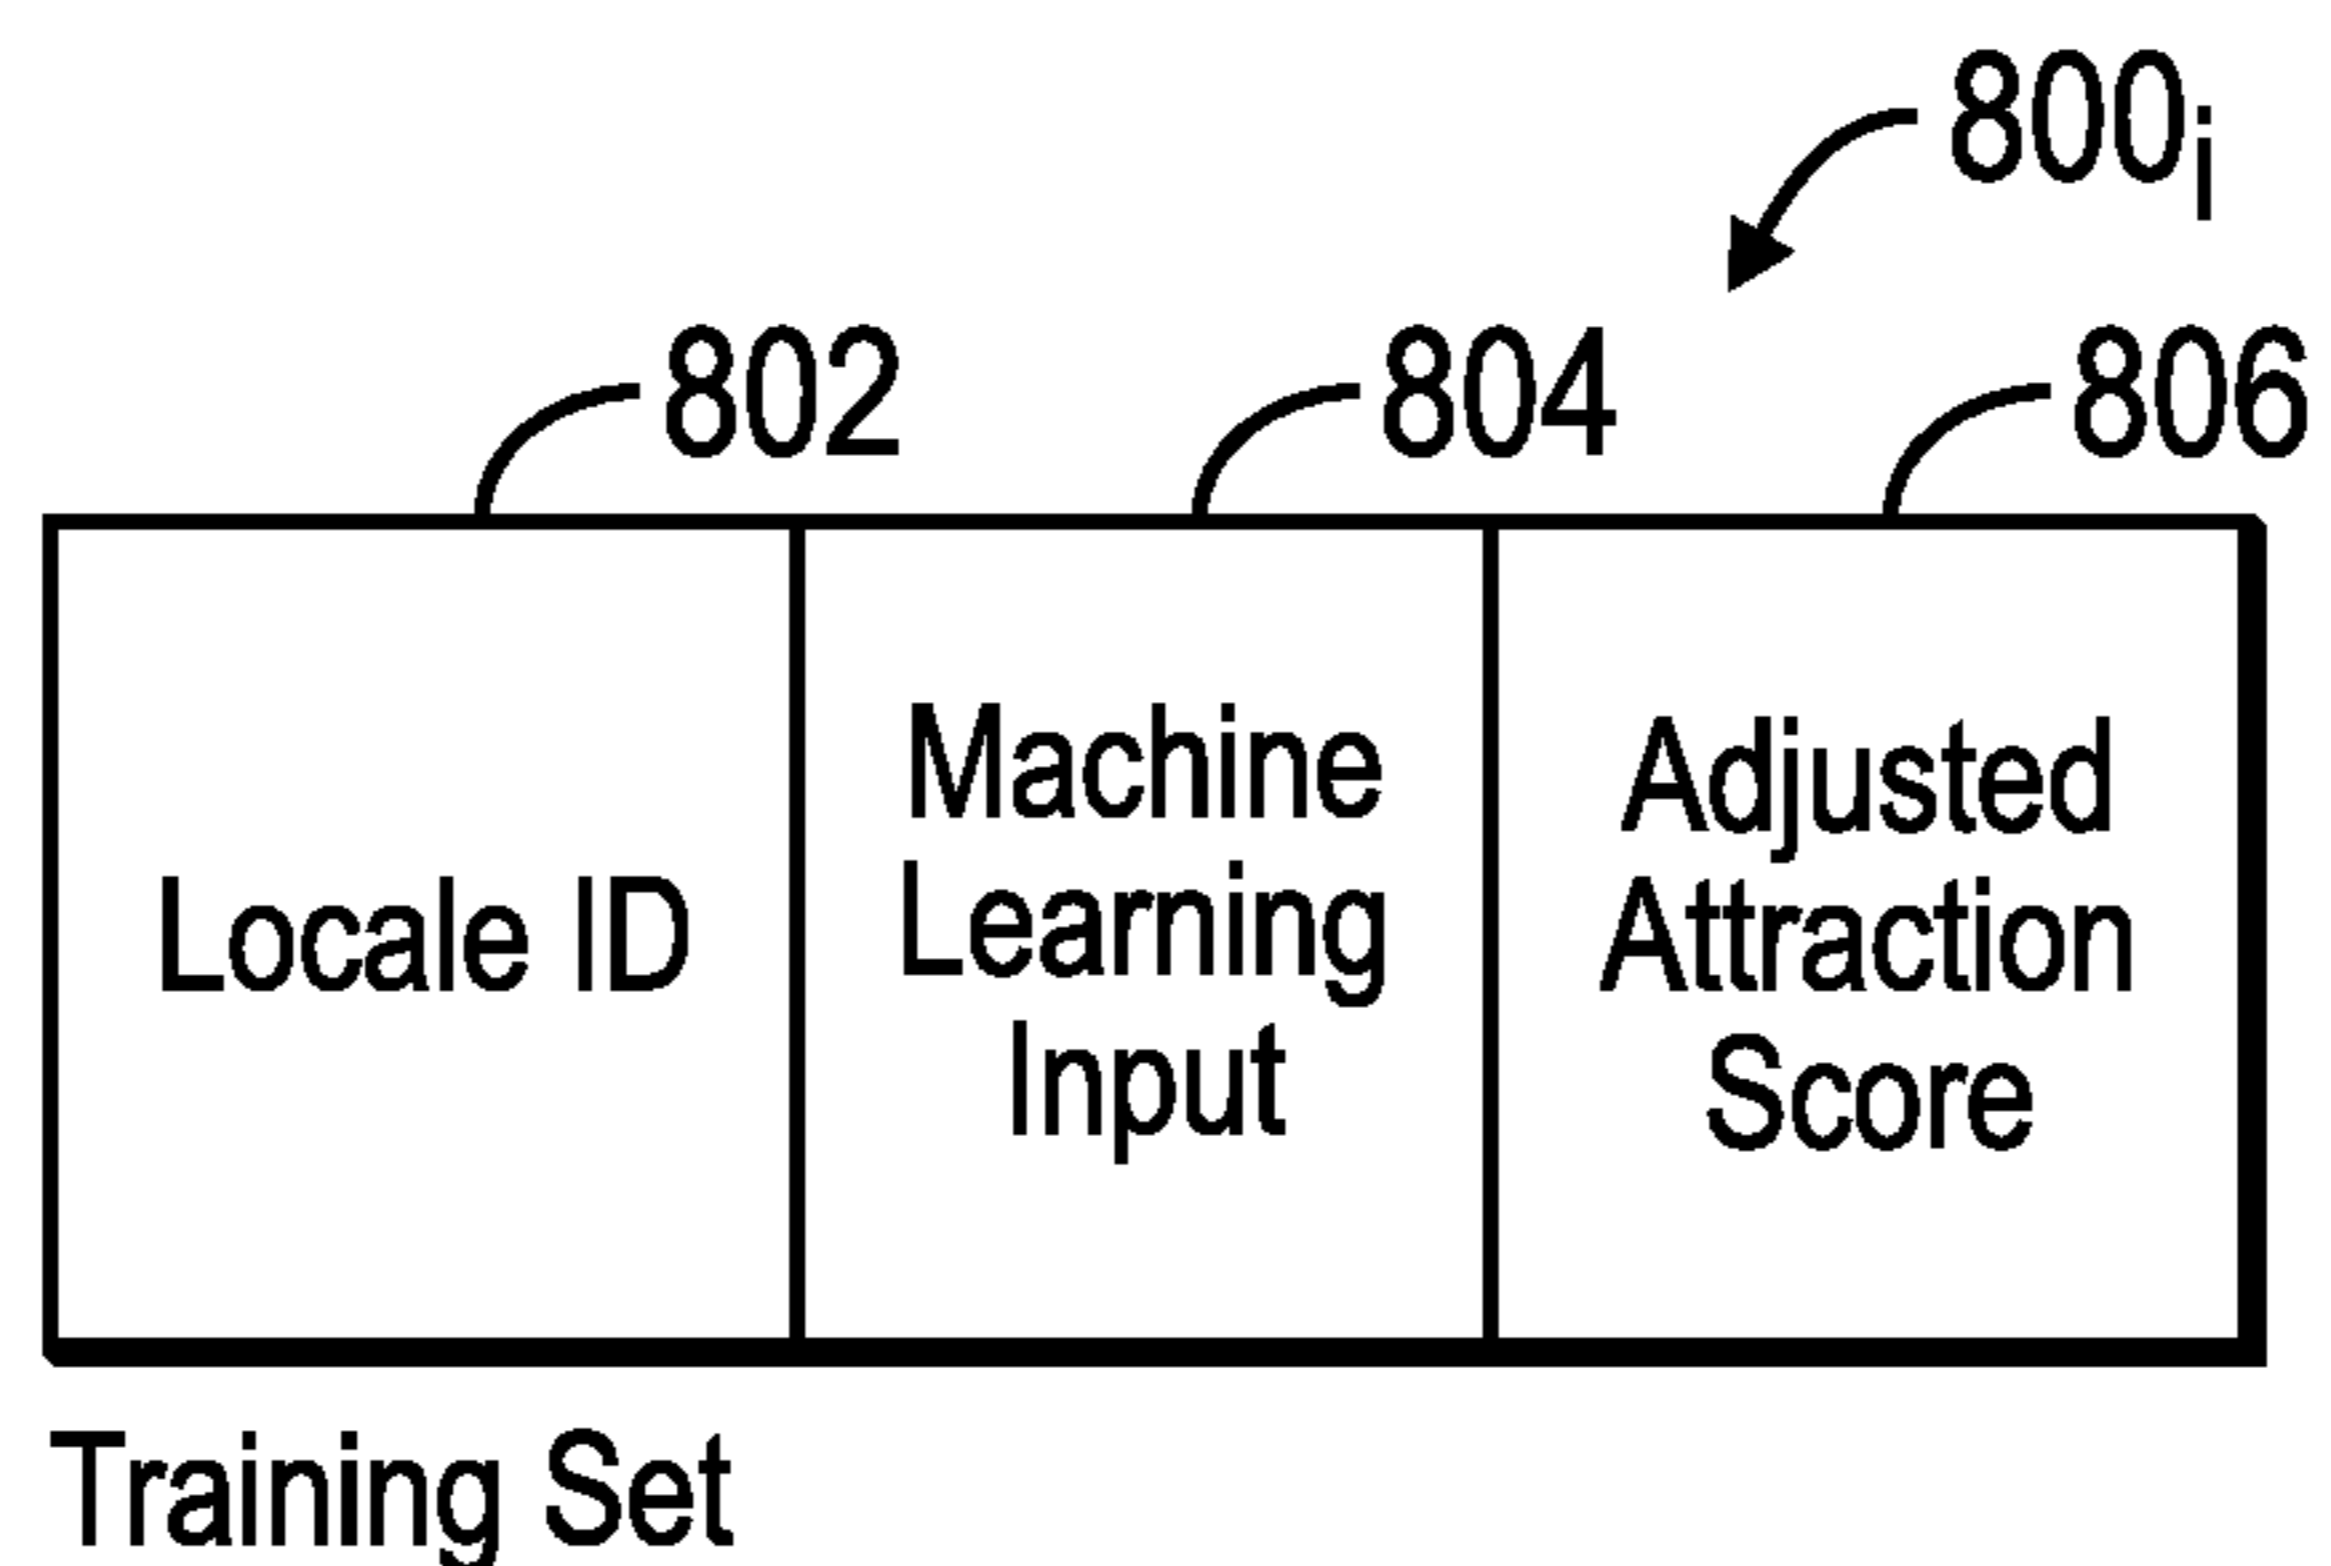 800i
802 804 806
Locale ID
Machine
Learning
Input
Adjusted
Attraction
Score
Training Set